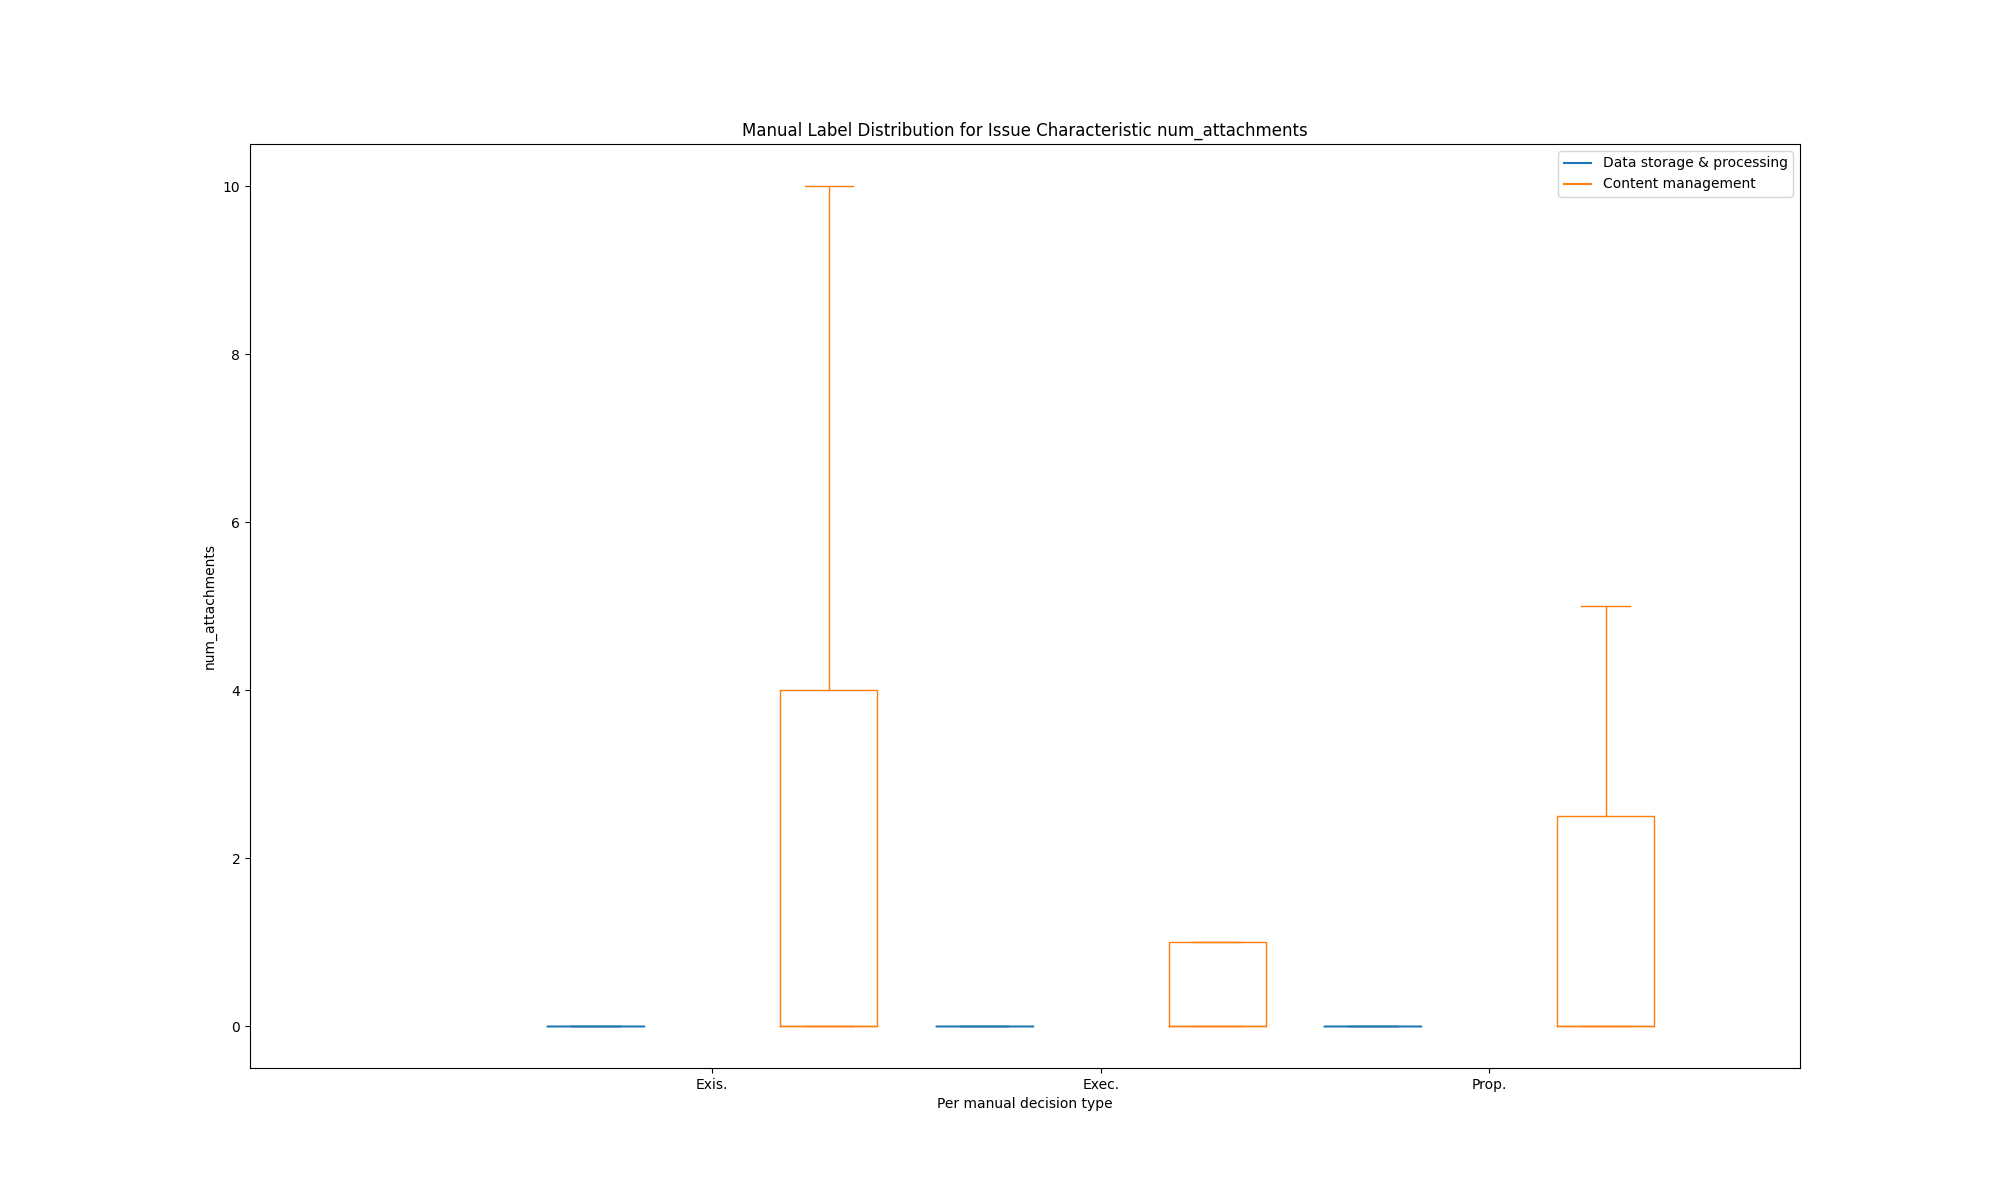 Manual Label Distribution for Issue Characteristic num_attachments
Data storage & processing
Content management
10
8
6
4
2
0
num_attachments
Exis.
Exec.
Prop.
Per manual decision type